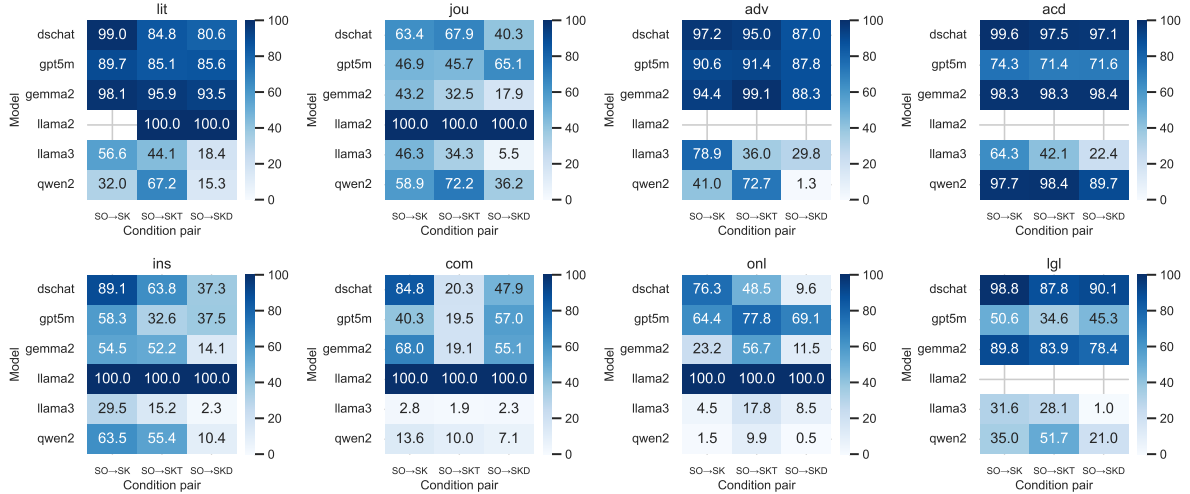 lit
dschat 99.0 84.8 80.6
gpt5m 89.7 85.1 85.6
gemma2 98.1 95.9 93.5
llama2 100.0 100.0
llama3 56.6 44.1 18.4
qwen2 32.0 67.2 15.3
SO→SK SO→SKT SO→SKD
Condition pair
Model
100
80
60
40
20
0
jou
63.4 67.9 40.3
46.9 45.7 65.1
43.2 32.5 17.9
100.0 100.0 100.0
46.3 34.3 5.5
58.9 72.2 36.2
SO→SK SO→SKT SO→SKD
Condition pair
Model
dschat
gpt5m
gemma2
llama2
llama3
qwen2
100
80
60
40
20
0
adv
dschat 97.2 95.0 87.0
gpt5m 90.6 91.4 87.8
gemma2 94.4 99.1 88.3
llama2
llama3 78.9 36.0 29.8
qwen2 41.0 72.7 1.3
SO→SK SO→SKT SO→SKD
Condition pair
Model
100
80
60
40
20
0
acd
dschat 99.6 97.5 97.1
gpt5m 74.3 71.4 71.6
gemma2 98.3 98.3 98.4
llama2
llama3 64.3 42.1 22.4
qwen2 97.7 98.4 89.7
SO→SK SO→SKT SO→SKD
Condition pair
Model
100
80
60
40
20
0
ins
dschat 89.1 63.8 37.3
gpt5m 58.3 32.6 37.5
gemma2 54.5 52.2 14.1
llama2 100.0 100.0 100.0
llama3 29.5 15.2 2.3
qwen2 63.5 55.4 10.4
SO→SK SO→SKT SO→SKD
Condition pair
Model
100
80
60
40
20
0
com
dschat 84.8 20.3 47.9
gpt5m 40.3 19.5 57.0
gemma2 68.0 19.1 55.1
llama2 100.0 100.0 100.0
llama3 2.8 1.9 2.3
qwen2 13.6 10.0 7.1
SO→SK SO→SKT SO→SKD
Condition pair
Model
100
80
60
40
20
0
onl
dschat 76.3 48.5 9.6
gpt5m 64.4 77.8 69.1
gemma2 23.2 56.7 11.5
llama2 100.0 100.0 100.0
llama3 4.5 17.8 8.5
qwen2 1.5 9.9 0.5
SO→SK SO→SKT SO→SKD
Condition pair
Model
100
80
60
40
20
0
lgl
dschat 98.8 87.8 90.1
gpt5m 50.6 34.6 45.3
gemma2 89.8 83.9 78.4
llama2
llama3 31.6 28.1 1.0
qwen2 35.0 51.7 21.0
SO→SK SO→SKT SO→SKD
Condition pair
Model
100
80
60
40
20
0